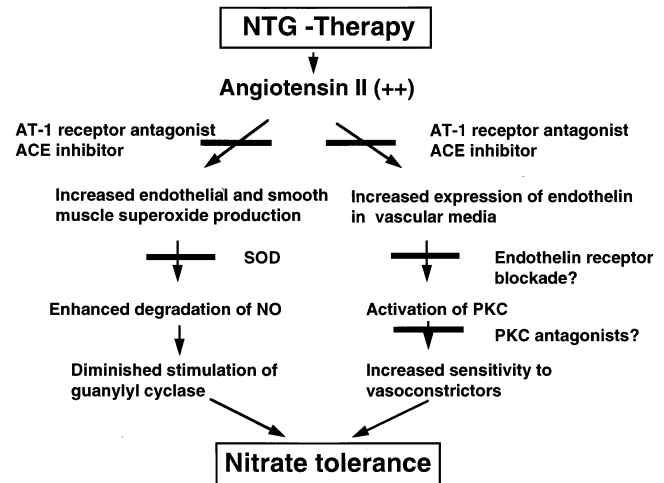 NTG -Therapy
Angiotensin II (++)
AT-1 receptor antagonist
ACE inhibitor
AT-1 receptor antagonist
ACE inhibitor
Increased endothelial and smooth
muscle superoxide production
Increased expression of endothelin
in vascular media
SOD
Endothelin receptor
blockade?
Enhanced degradation of NO
Activation of PKC
PKC antagonists?
Diminished stimulation of
guanylyl cyclase
Increased sensitivity to
vasoconstrictors
Nitrate tolerance